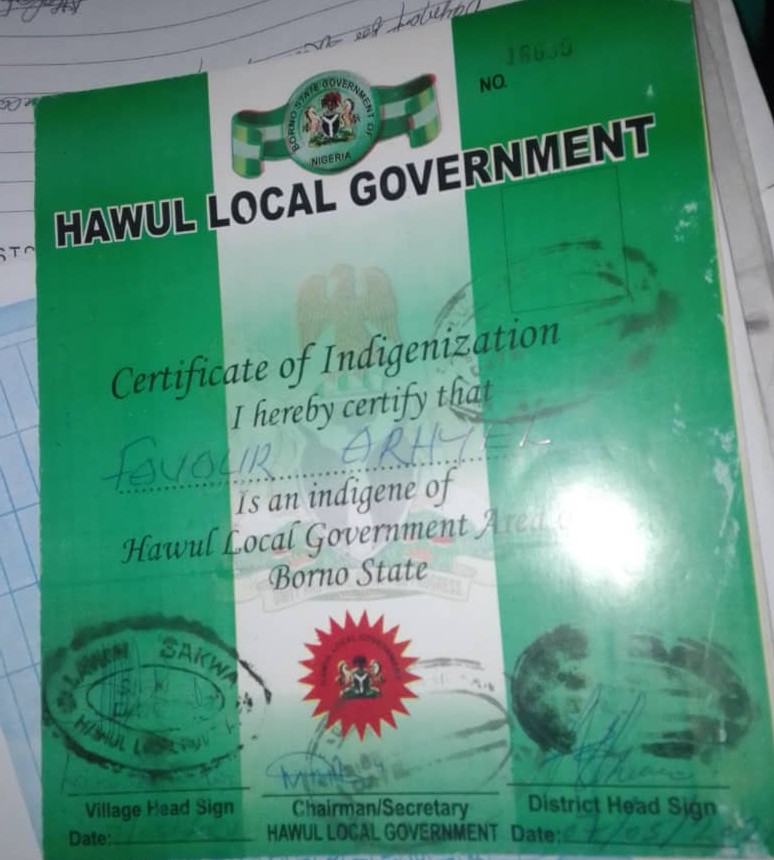 BORNO STATE GOVERNMENT OF
NIGERIA
NO.
HAWUL LOCAL GOVERNMENT
Certificate of Indigenization
I hereby certify that
FAVOUR ARHYEL
Is an indigene of
Hawul Local Government Area
Borno State
SAKWA
Village Head Sign
Chairman/Secretary
District Head Sign
Date:
HAWUL LOCAL GOVERNMENT
Date: